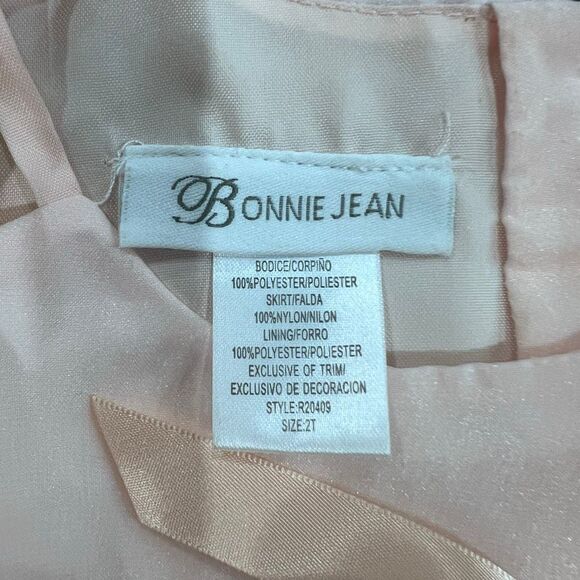 BONNIE JEAN
BODICE/CORPIÑO
100%POLYESTER/POLIESTER
SKIRT/FALDA
100%NYLON/NILON
LINING/FORRO
100%POLYESTER/POLIESTER
EXCLUSIVE OF TRIM/
EXCLUSIVO DE DECORACION
STYLE:R20409
SIZE:2T